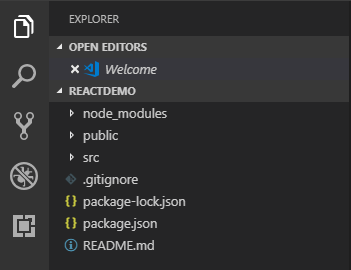 EXPLORER
OPEN EDITORS
Welcome
REACTDEMO
node_modules
public
src
.gitignore
package-lock.json
package.json
README.md